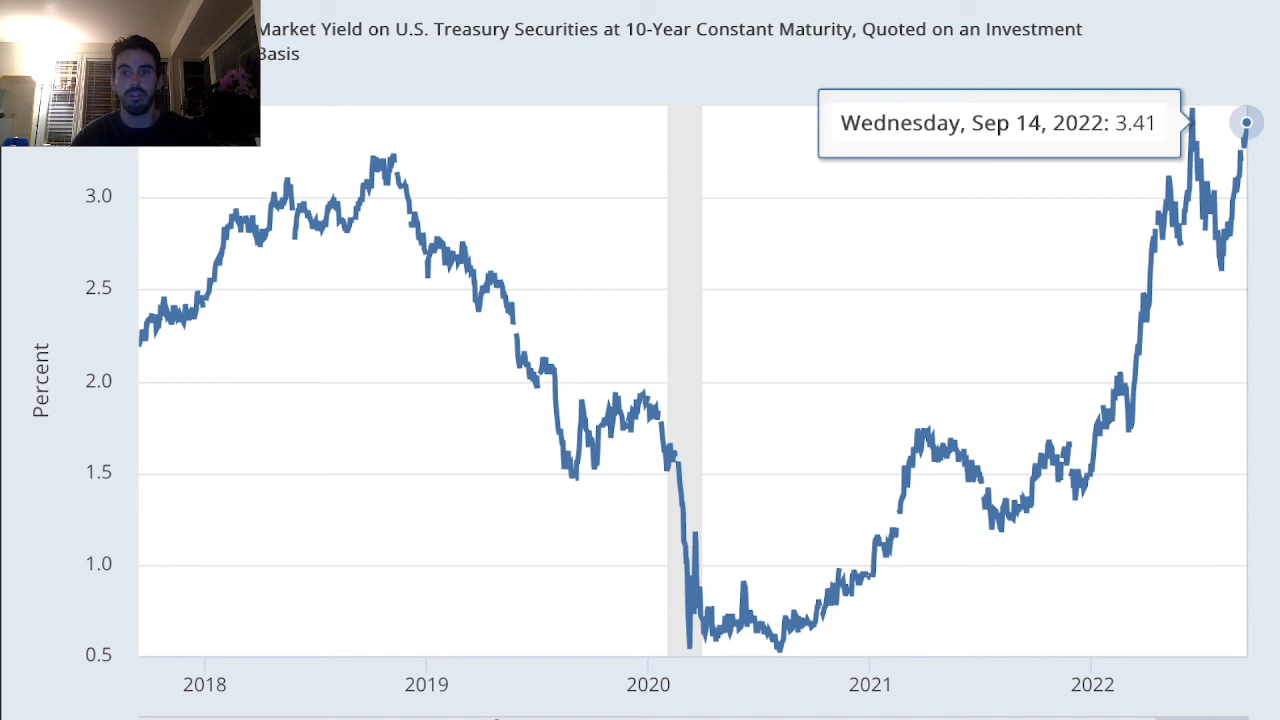 Market Yield on U.S. Treasury Securities at 10-Year Constant Maturity, Quoted on an Investment
Basis
Wednesday, Sep 14, 2022: 3.41
3.0
2.5
2.0
1.5
1.0
0.5
Percent
2018
2019
2020
2021
2022